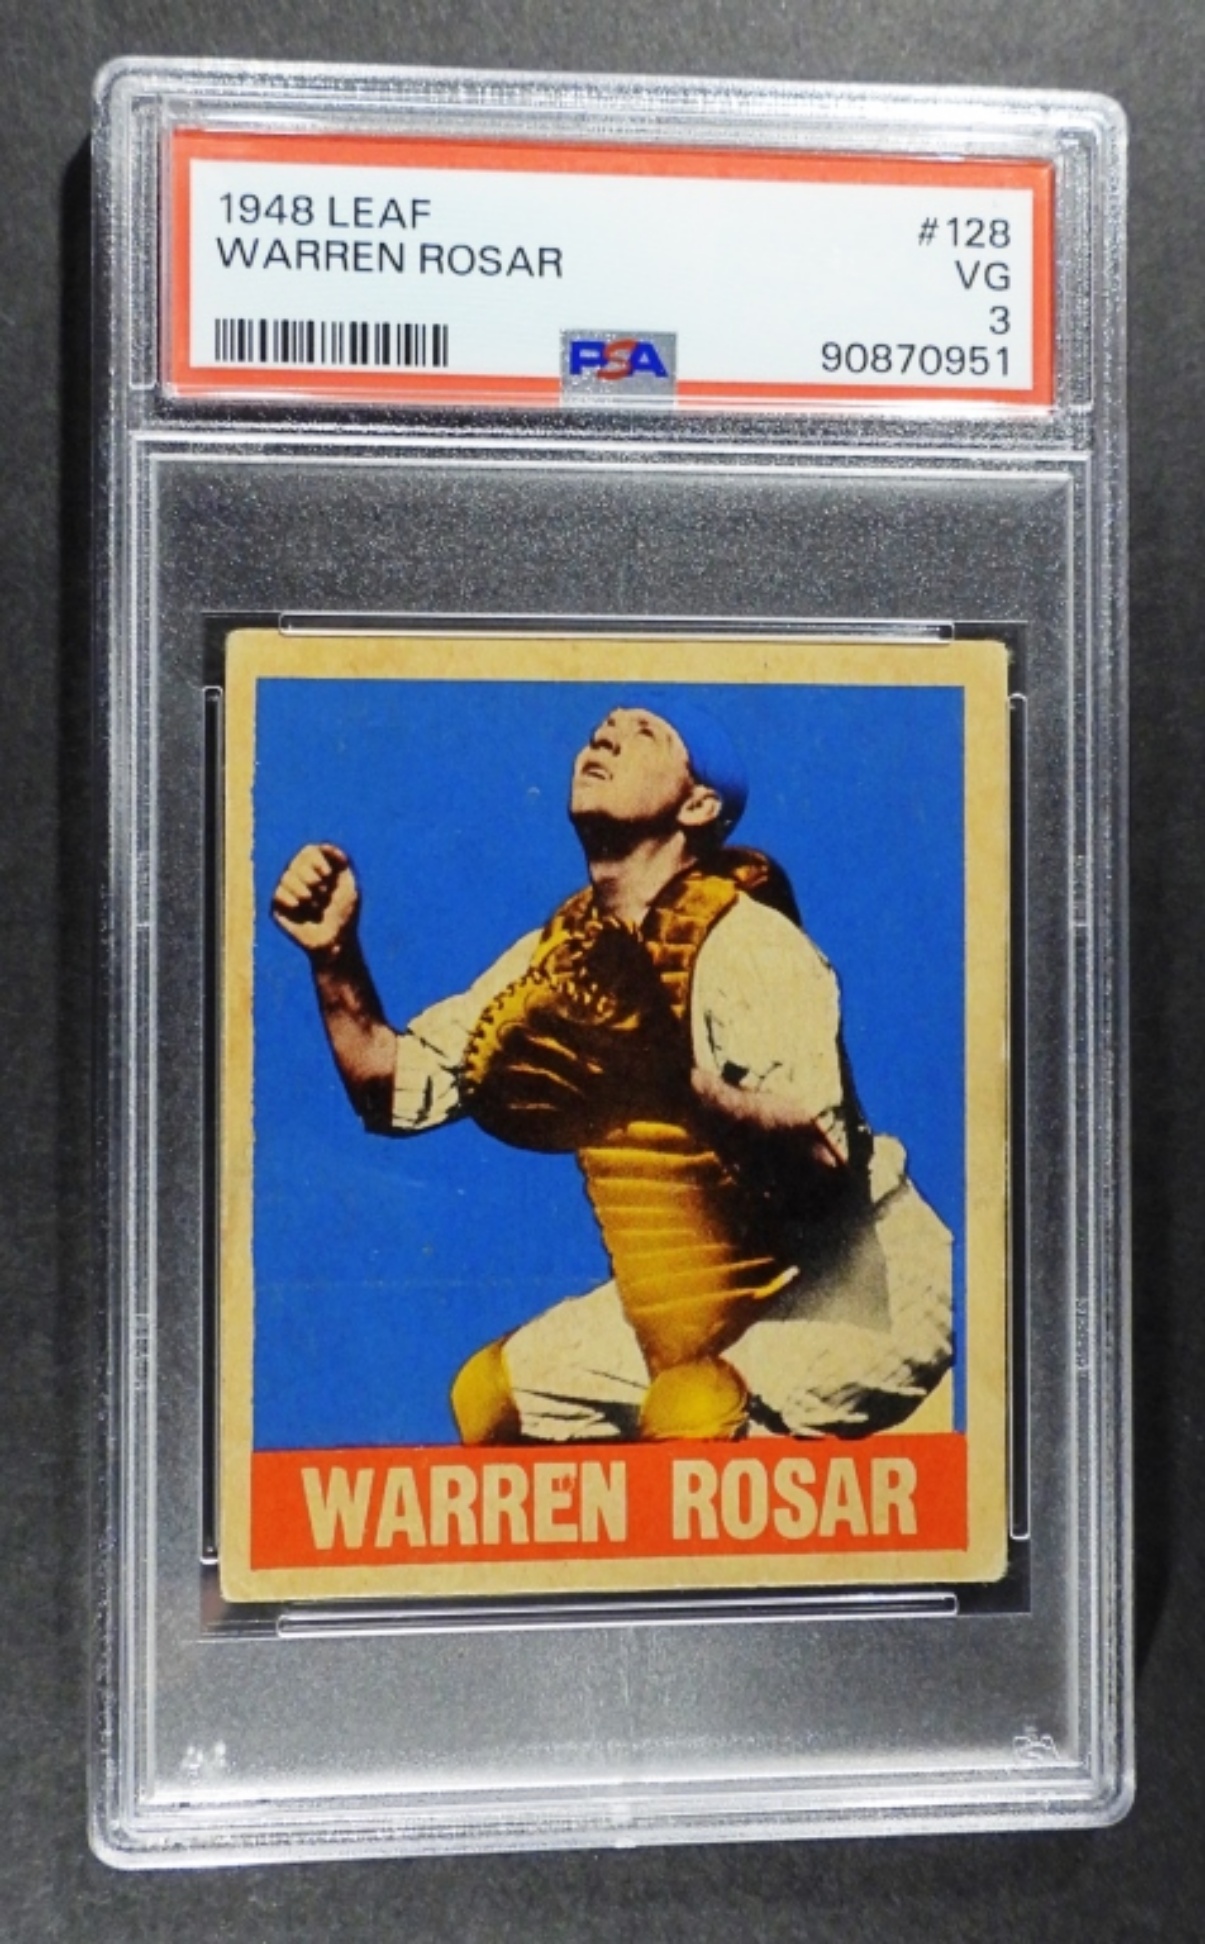 1948 LEAF
WARREN ROSAR
#128
VG
3
90870951
PSA
WARREN ROSAR